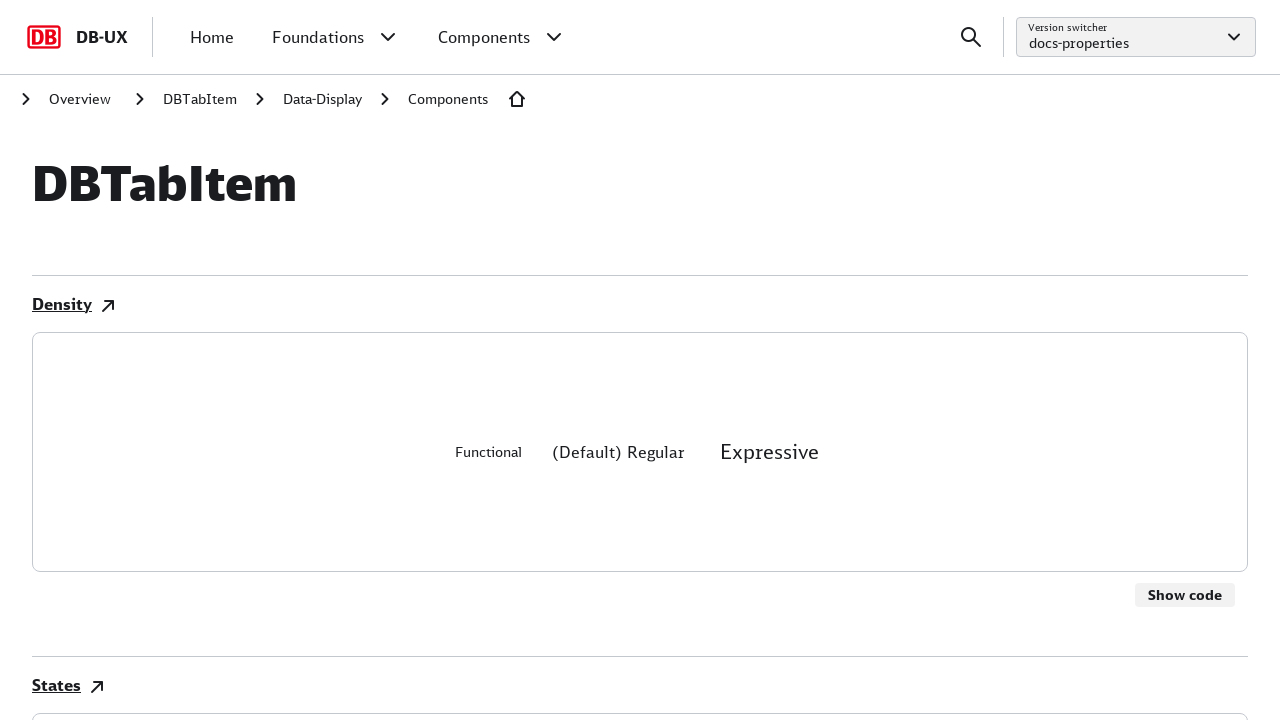 DB DB-UX Home Foundations Components Version switcher
docs-properties
Overview DBTabItem Data-Display Components
DBTabItem
Density
Functional (Default) Regular Expressive
Show code
States